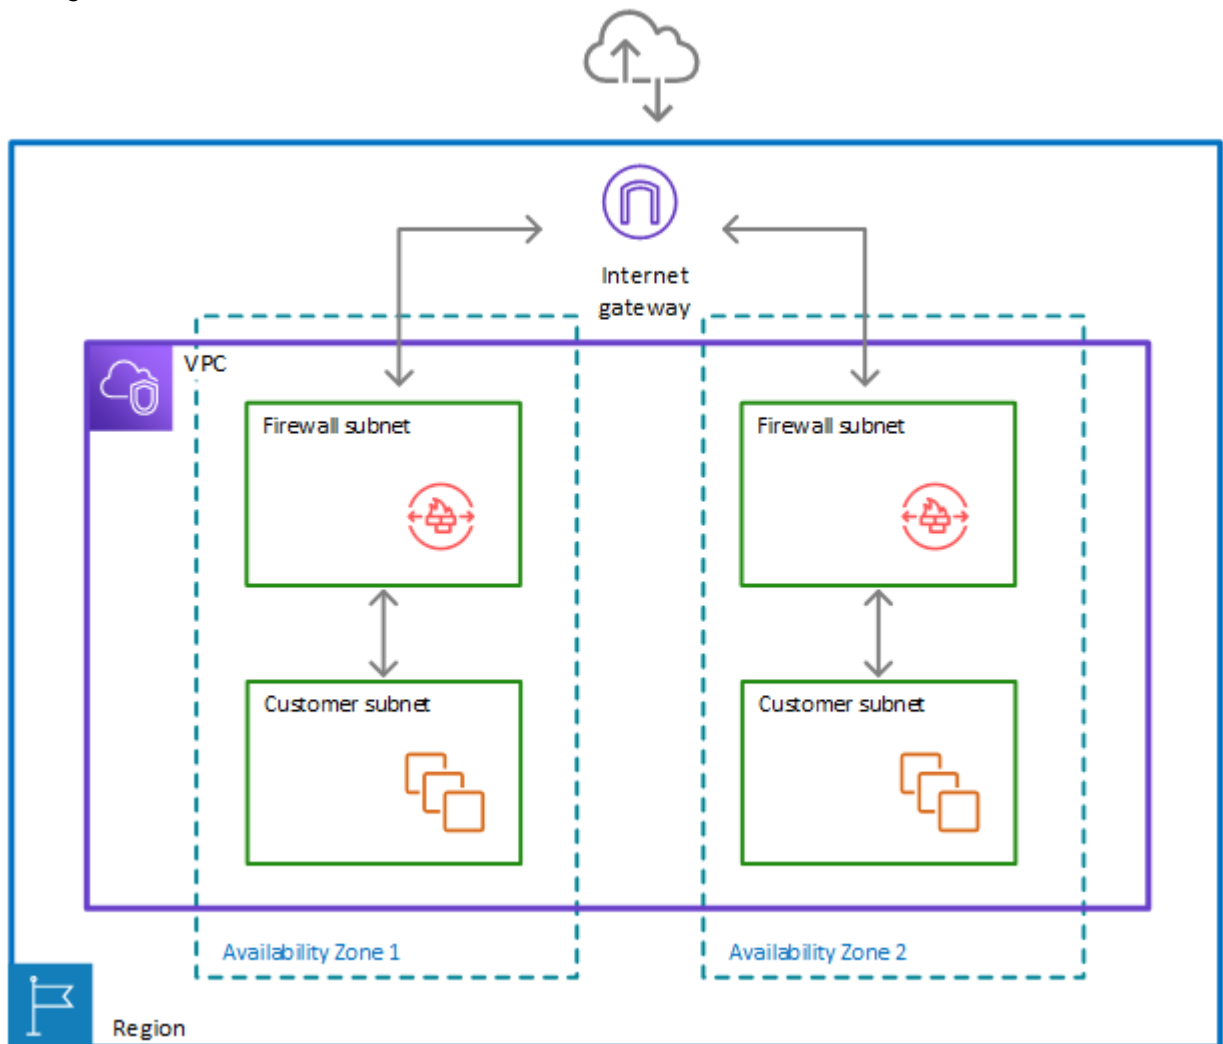 Internet
gateway
VPC
Firewall subnet
Firewall subnet
Customer subnet
Customer subnet
Availability Zone 1
Availability Zone 2
Region